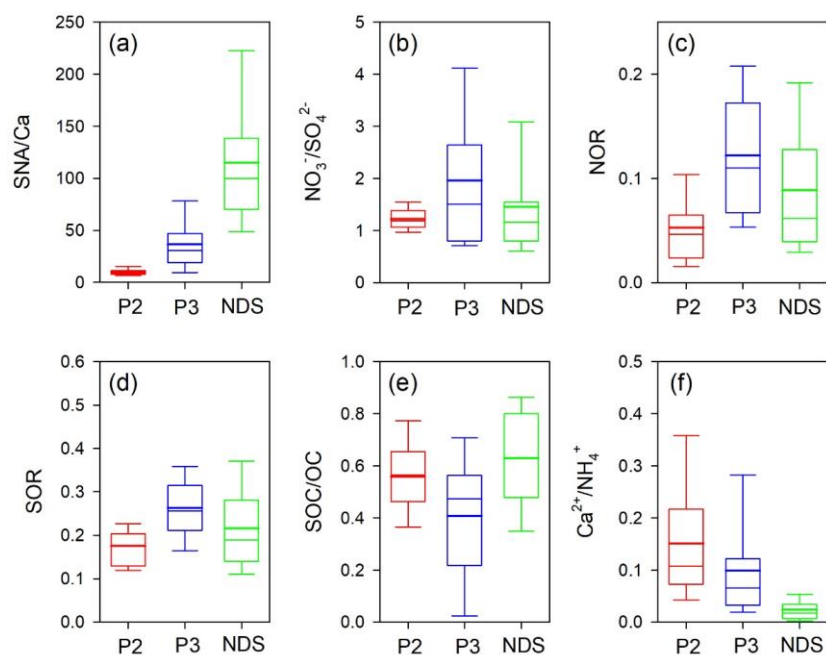 (a)
SNA/Ca
250
200
150
100
50
0
P2 P3 NDS
(b)
NO₃⁻/SO₄²⁻
5
4
3
2
1
0
P2 P3 NDS
(c)
NOR
0.2
0.1
0.0
P2 P3 NDS
(d)
SOR
0.6
0.5
0.4
0.3
0.2
0.1
0.0
P2 P3 NDS
(e)
SOC/OC
1.0
0.8
0.6
0.4
0.2
0.0
P2 P3 NDS
(f)
Ca²⁺/NH₄⁺
0.5
0.4
0.3
0.2
0.1
0.0
P2 P3 NDS